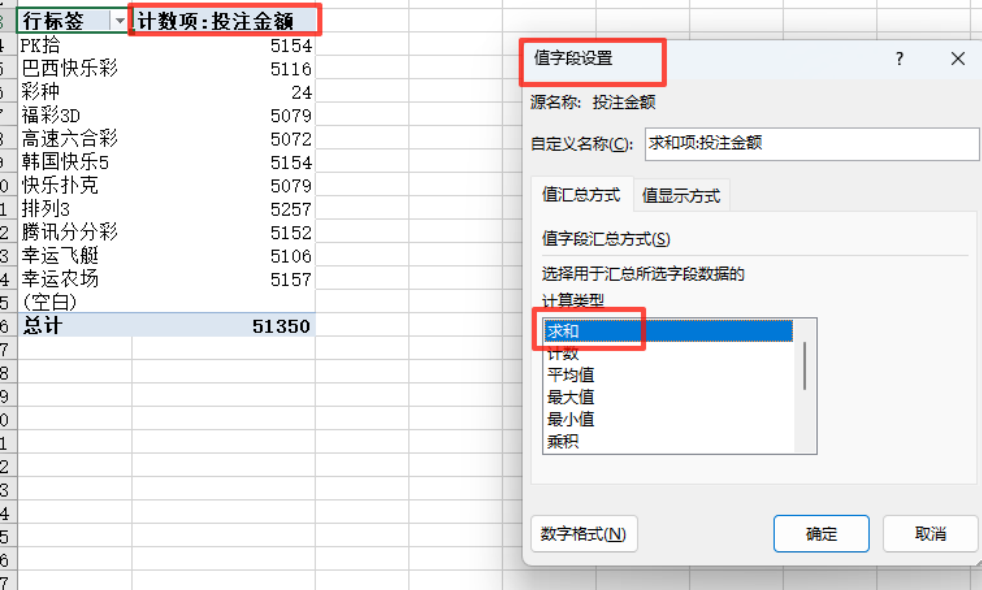 行标签 计数项:投注金额
PK拾 5154
巴西快乐彩 5116
彩种 24
福彩3D 5079
高速六合彩 5072
韩国快乐5 5154
快乐扑克 5079
排列3 5257
腾讯分分彩 5152
幸运飞艇 5106
幸运农场 5157
(空白)
总计 51350
值字段设置 ?
源名称: 投注金额
自定义名称(C): 求和项:投注金额
值汇总方式 值显示方式
值字段汇总方式(S)
选择用于汇总所选字段数据的
计算类型
求和
计数
平均值
最大值
最小值
乘积
数字格式(N) 确定 取消